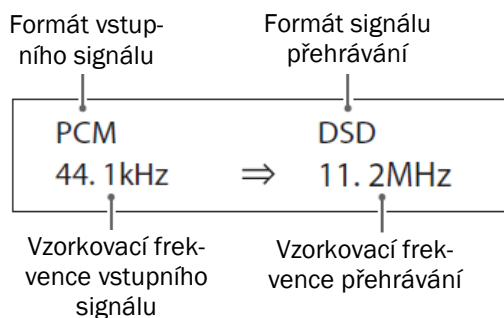 Formát vstup-
ního signálu
Formát signálu
přehrávání
PCM
DSD
44. 1kHz ⇒ 11. 2MHz
Vzorkovací frek-
vence vstupního
signálu
Vzorkovací frek-
vence přehrávání